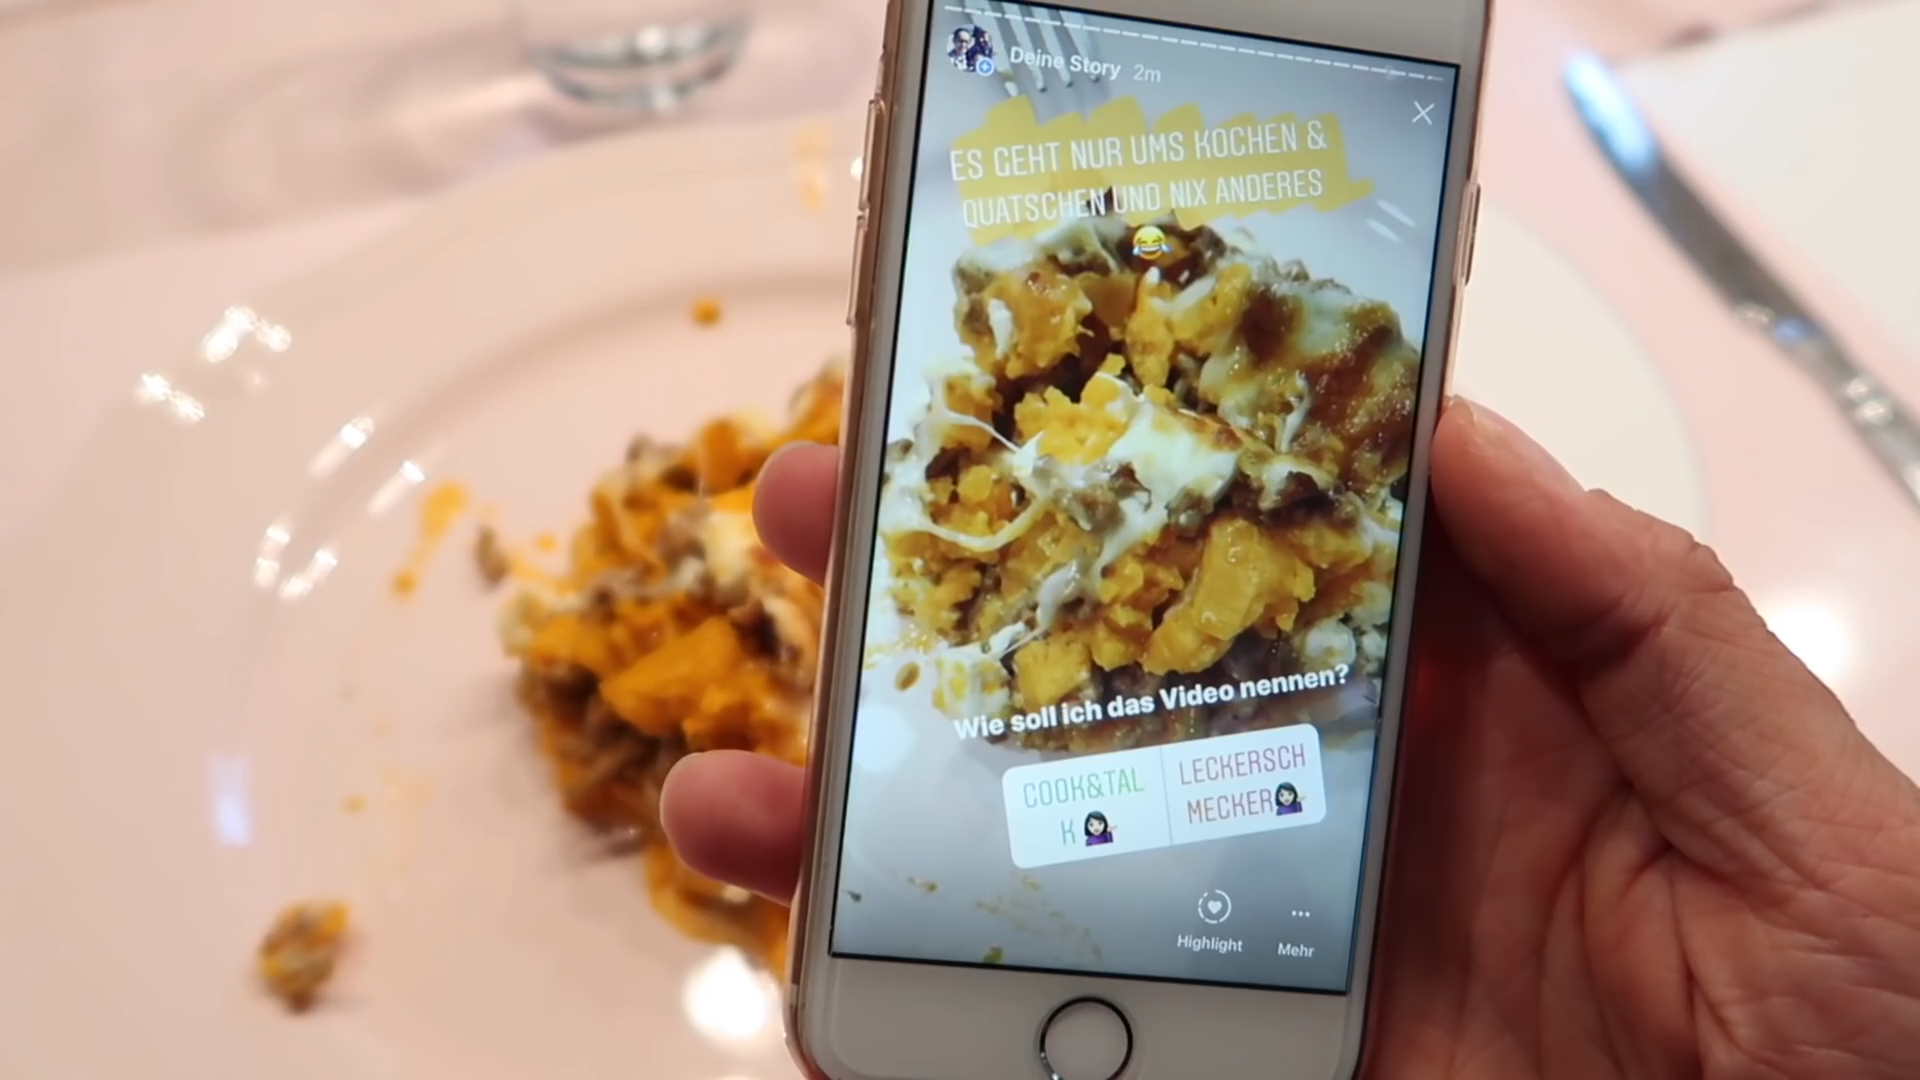 Deine Story 2m
ES GEHT NUR UMS KOCHEN &
QUATSCHEN UND NIX ANDERES
😂
Wie soll ich das Video nennen?
COOK&TAL
K💁🏻‍♀️
LECKERSCH
MECKER💁🏻‍♀️
Highlight
Mehr